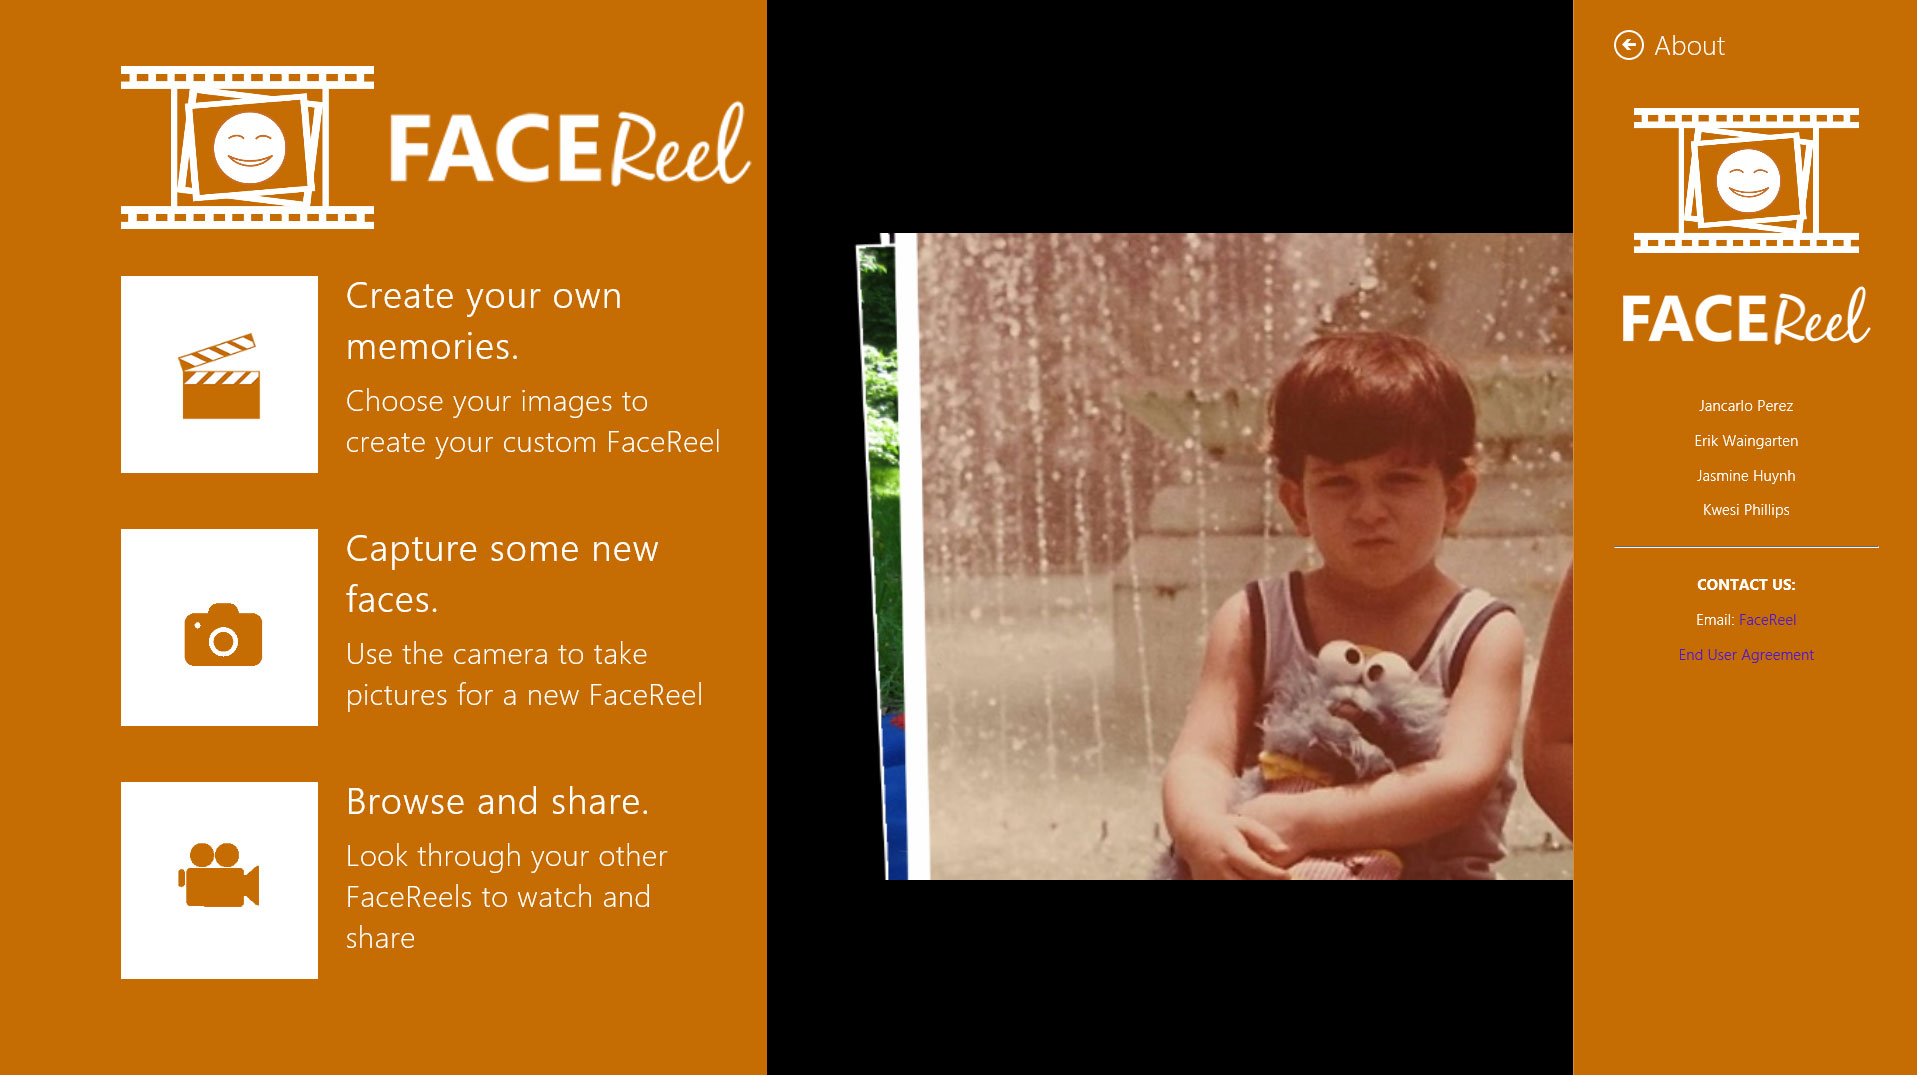 FACEReel
Create your own
memories.
Choose your images to
create your custom FaceReel
Capture some new
faces.
Use the camera to take
pictures for a new FaceReel
Browse and share.
Look through your other
FaceReels to watch and
share
About
FACEReel
Jancarlo Perez
Erik Waingarten
Jasmine Huynh
Kwesi Phillips
CONTACT US:
Email: FaceReel
End User Agreement